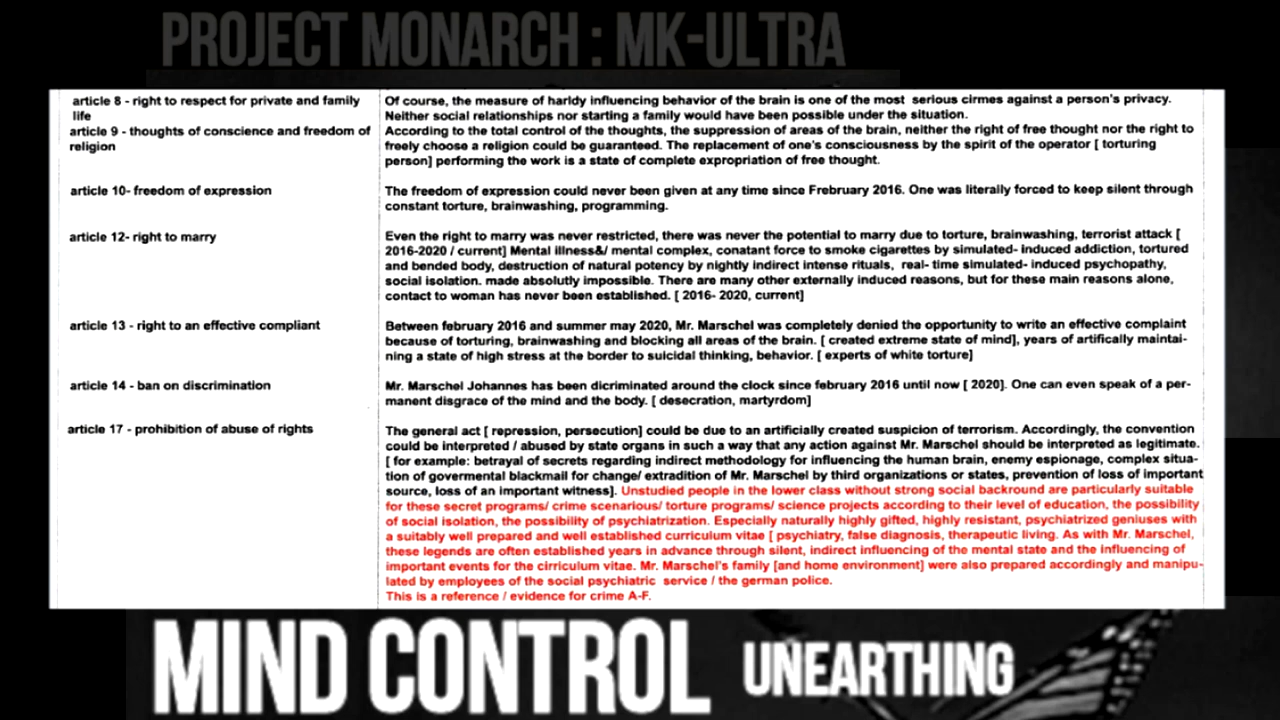 PROJECT MONARCH : MK-ULTRA
article 8 - right to respect for private and family
life
Of course, the measure of harldy influencing behavior of the brain is one of the most serious cirmes against a person's privacy.
Neither social relationships nor starting a family would have been possible under the situation.
article 9 - thoughts of conscience and freedom of
religion
According to the total control of the thoughts, the suppression of areas of the brain, neither the right of free thought nor the right to
freely choose a religion could be guaranteed. The replacement of one's consciousness by the spirit of the operator [ torturing
person] performing the work is a state of complete expropriation of free thought.
article 10- freedom of expression
The freedom of expression could never been given at any time since Frebruary 2016. One was literally forced to keep silent through
constant torture, brainwashing, programming.
article 12- right to marry
Even the right to marry was never restricted, there was never the potential to marry due to torture, brainwashing, terrorist attack [
2016-2020 / current] Mental illness&/ mental complex, conatant force to smoke cigarettes by simulated- induced addiction, tortured
and bended body, destruction of natural potency by nightly indirect intense rituals, real- time simulated- induced psychopathy,
social isolation. made absolutly impossible. There are many other externally induced reasons, but for these main reasons alone,
contact to woman has never been established. [ 2016- 2020, current]
article 13 - right to an effective compliant
Between february 2016 and summer may 2020, Mr. Marschel was completely denied the opportunity to write an effective complaint
because of torturing, brainwashing and blocking all areas of the brain. [ created extreme state of mind], years of artifically maintai-
ning a state of high stress at the border to suicidal thinking, behavior. [ experts of white torture]
article 14 - ban on discrimination
Mr. Marschel Johannes has been dicriminated around the clock since february 2016 until now [ 2020]. One can even speak of a per-
manent disgrace of the mind and the body. [ desecration, martyrdom]
article 17 - prohibition of abuse of rights
The general act [ repression, persecution] could be due to an artificially created suspicion of terrorism. Accordingly, the convention
could be interpreted / abused by state organs in such a way that any action against Mr. Marschel should be interpreted as legitimate.
[ for example: betrayal of secrets regarding indirect methodology for influencing the human brain, enemy espionage, complex situa-
tion of govermental blackmail for change/ extradition of Mr. Marschel by third organizations or states, prevention of loss of important
source, loss of an important witness]. Unstudied people in the lower class without strong social backround are particularly suitable
for these secret programs/ crime scenarious/ torture programs/ science projects according to their level of education, the possibility
of social isolation, the possibility of psychiatrization. Especially naturally highly gifted, highly resistant, psychiatrized geniuses with
a suitably well prepared and well established curriculum vitae [ psychiatry, false diagnosis, therapeutic living. As with Mr. Marschel,
these legends are often established years in advance through silent, indirect influencing of the mental state and the influencing of
important events for the cirriculum vitae. Mr. Marschel's family [and home environment] were also prepared accordingly and manipu-
lated by employees of the social psychiatric service / the german police.
This is a reference / evidence for crime A-F.
MIND CONTROL UNEARTHING